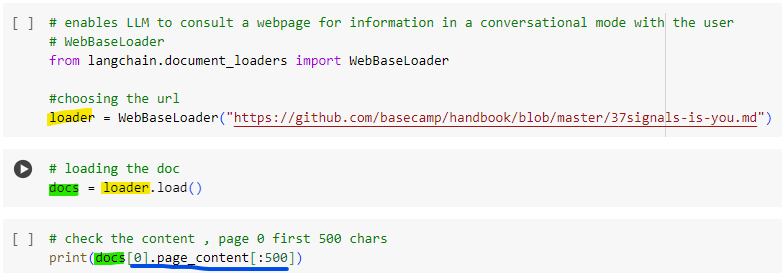 [ ] # enables LLM to consult a webpage for information in a conversational mode with the user
# WebBaseLoader
from langchain.document_loaders import WebBaseLoader
#choosing the url
loader = WebBaseLoader("https://github.com/basecamp/handbook/blob/master/37signals-is-you.md")
# loading the doc
docs = loader.load()
[ ] # check the content , page 0 first 500 chars
print(docs[0].page_content[:500])